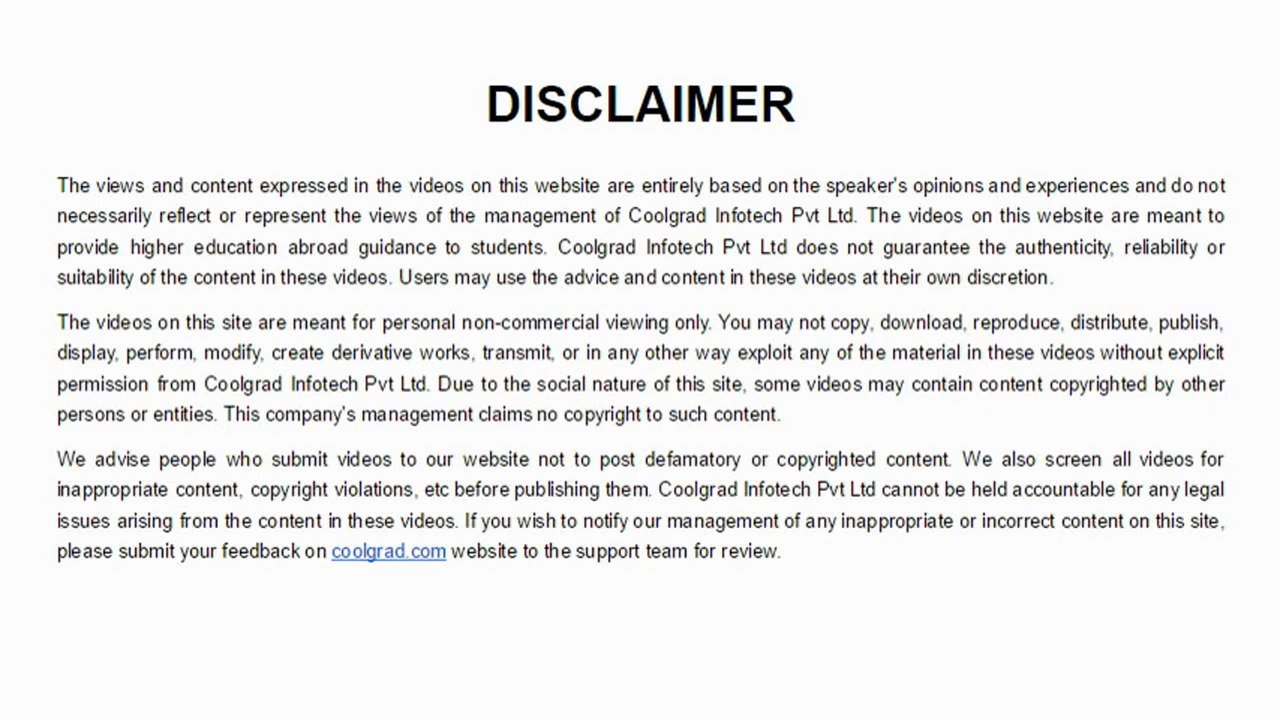 DISCLAIMER
The views and content expressed in the videos on this website are entirely based on the speaker's opinions and experiences and do not
necessarily reflect or represent the views of the management of Coolgrad Infotech Pvt Ltd. The videos on this website are meant to
provide higher education abroad guidance to students. Coolgrad Infotech Pvt Ltd does not guarantee the authenticity, reliability or
suitability of the content in these videos. Users may use the advice and content in these videos at their own discretion.
The videos on this site are meant for personal non-commercial viewing only. You may not copy, download, reproduce, distribute, publish,
display, perform, modify, create derivative works, transmit, or in any other way exploit any of the material in these videos without explicit
permission from Coolgrad Infotech Pvt Ltd. Due to the social nature of this site, some videos may contain content copyrighted by other
persons or entities. This company's management claims no copyright to such content.
We advise people who submit videos to our website not to post defamatory or copyrighted content. We also screen all videos for
inappropriate content, copyright violations, etc before publishing them. Coolgrad Infotech Pvt Ltd cannot be held accountable for any legal
issues arising from the content in these videos. If you wish to notify our management of any inappropriate or incorrect content on this site,
please submit your feedback on coolgrad.com website to the support team for review.